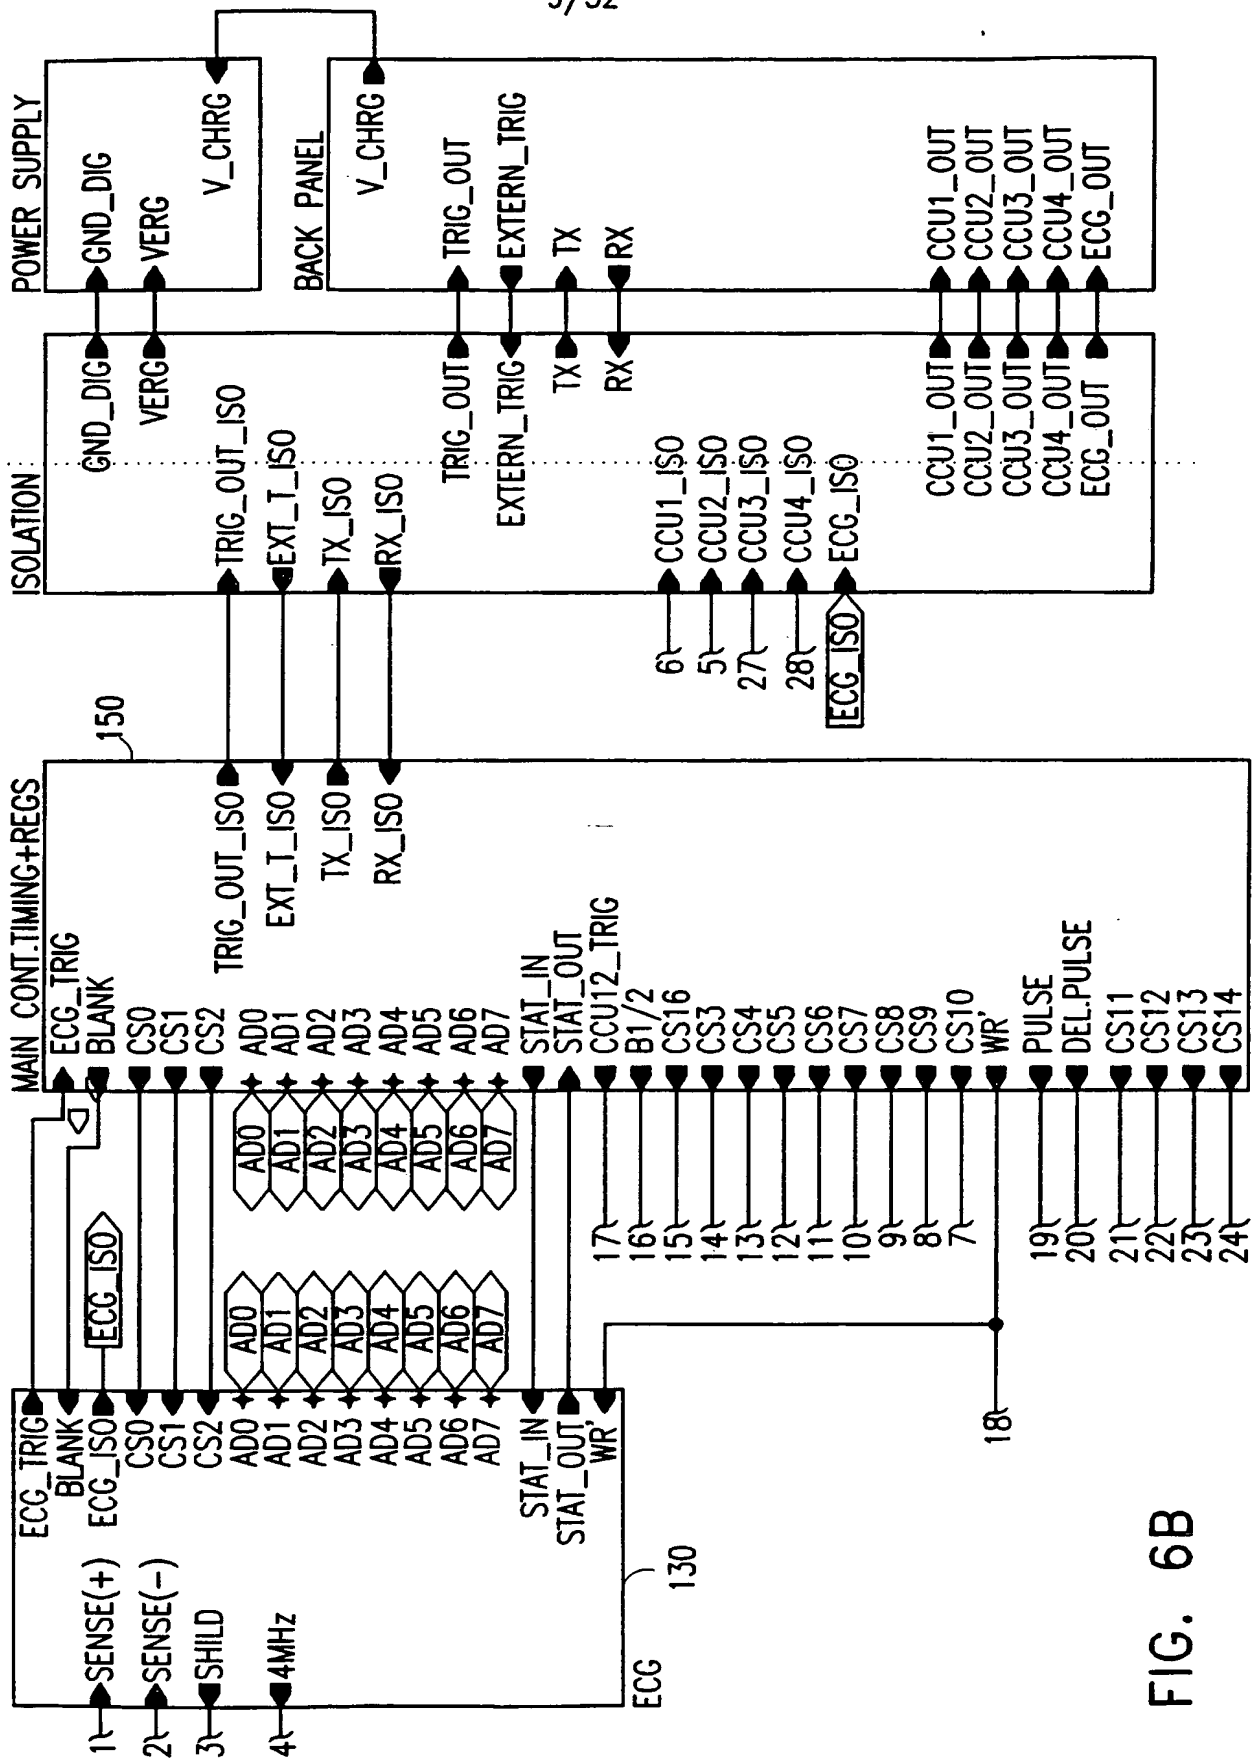 5/52
POWER SUPPLY
GND_DIG
VERG
V_CHRG
BACK PANEL
V_CHRG
TRIG_OUT
EXTERN_TRIG
TX
RX
CCU1_OUT
CCU2_OUT
CCU3_OUT
CCU4_OUT
ECG_OUT
ISOLATION
GND_DIG
VERG
TRIG_OUT_ISO
EXT_T_ISO
TX_ISO
RX_ISO
TRIG_OUT
EXTERN_TRIG
TX
RX
CCU1_ISO
CCU2_ISO
CCU3_ISO
CCU4_ISO
ECG_ISO
CCU1_OUT
CCU2_OUT
CCU3_OUT
CCU4_OUT
ECG_OUT
6
5
27
28
ECG_ISO
150
MAIN CONT.TIMING+REGS
ECG_TRIG
BLANK
CS0
CS1
CS2
AD0
AD1
AD2
AD3
AD4
AD5
AD6
AD7
STAT_IN
STAT_OUT
CCU12_TRIG
B1/2
CS16
CS3
CS4
CS5
CS6
CS7
CS8
CS9
CS10
WR'
PULSE
DEL.PULSE
CS11
CS12
CS13
CS14
TRIG_OUT_ISO
EXT_T_ISO
TX_ISO
RX_ISO
AD0
AD1
AD2
AD3
AD4
AD5
AD6
AD7
17
16
15
14
13
12
11
10
9
8
7
19
20
21
22
23
24
18
ECG_ISO
AD0
AD1
AD2
AD3
AD4
AD5
AD6
AD7
ECG_TRIG
BLANK
ECG_ISO
CS0
CS1
CS2
AD0
AD1
AD2
AD3
AD4
AD5
AD6
AD7
STAT_IN
STAT_OUT
WR'
1 SENSE(+)
2 SENSE(-)
3 SHILD
4 4MHz
130
ECG
FIG. 6B